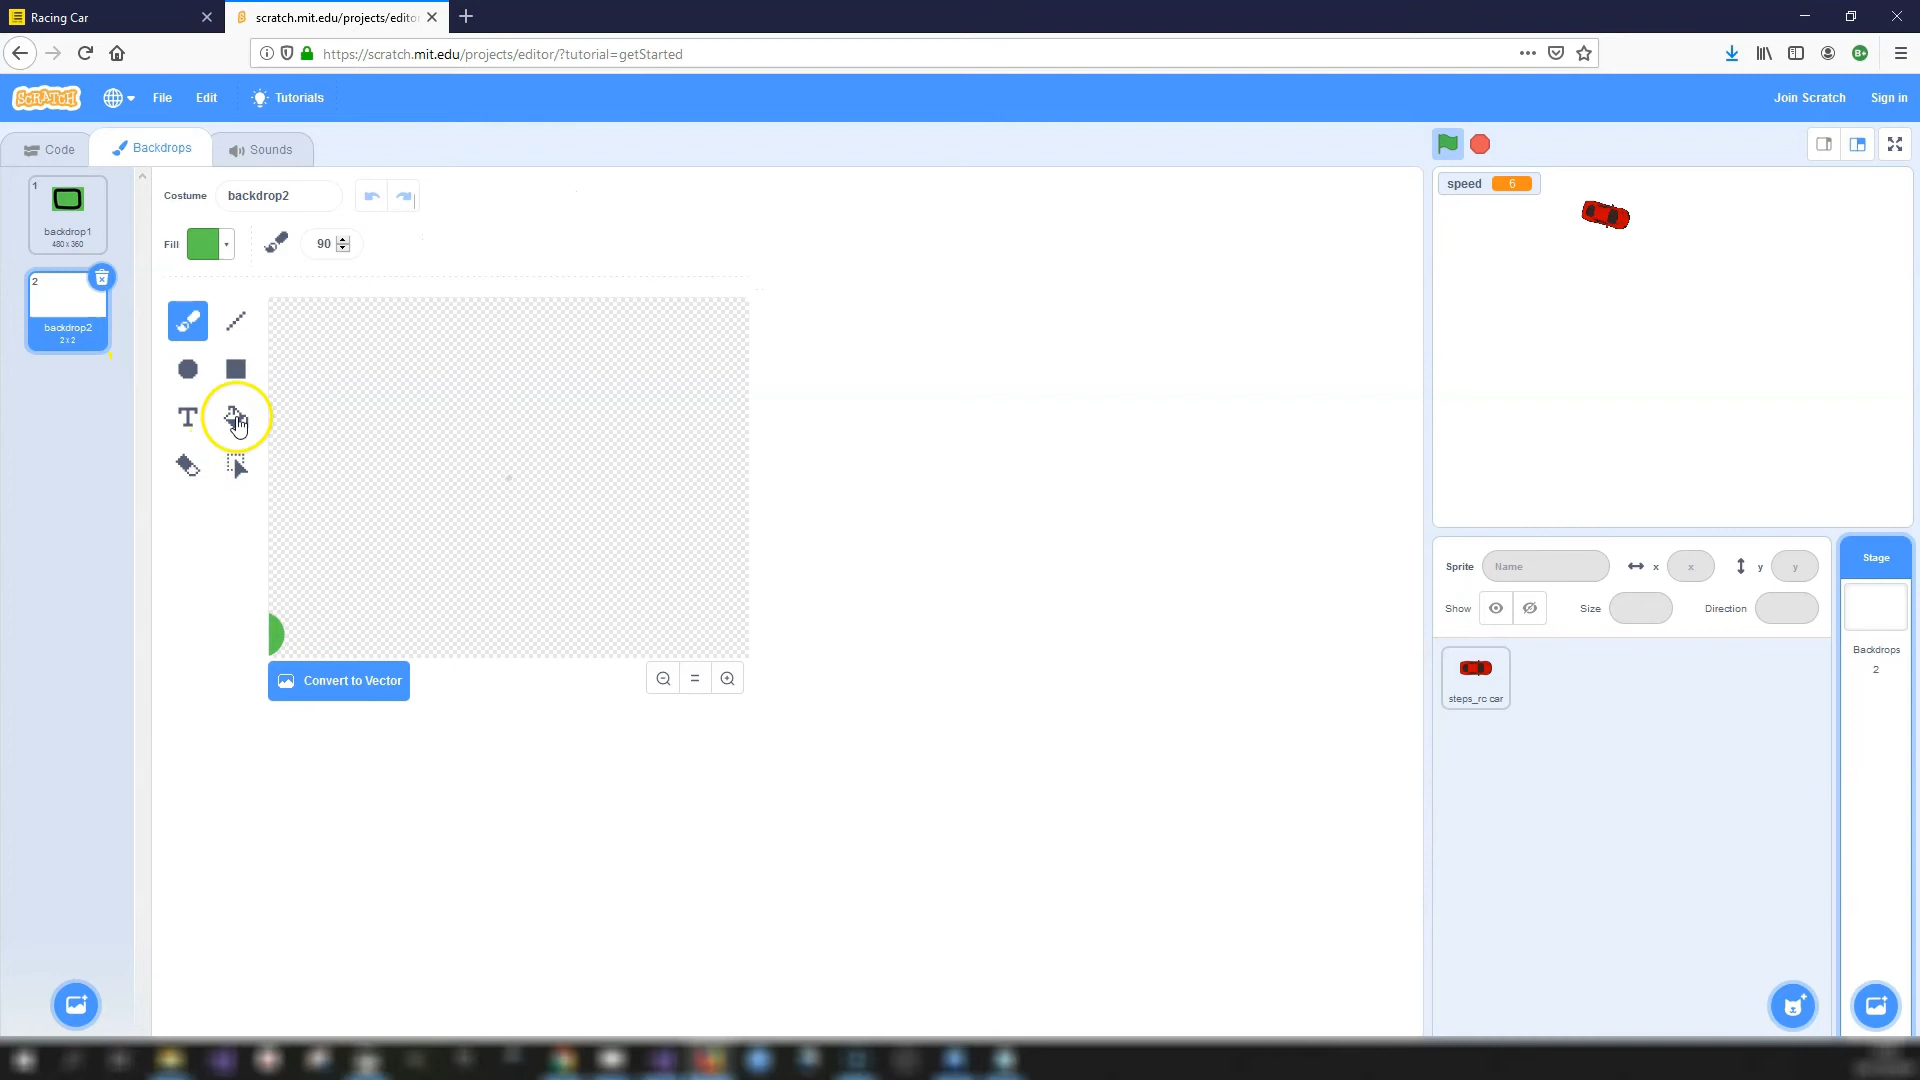 Racing Car
scratch.mit.edu/projects/edito
https://scratch.mit.edu/projects/editor/?tutorial=getStarted
B+
SCRATCH
File
Edit
Tutorials
Join Scratch
Sign in
Code
Backdrops
Sounds
1
backdrop1
480 x 360
2
backdrop2
2 x 2
Costume
backdrop2
Fill
90
T
Convert to Vector
speed
6
Sprite
Name
x
x
y
y
Show
Size
Direction
steps_rc car
Stage
Backdrops
2